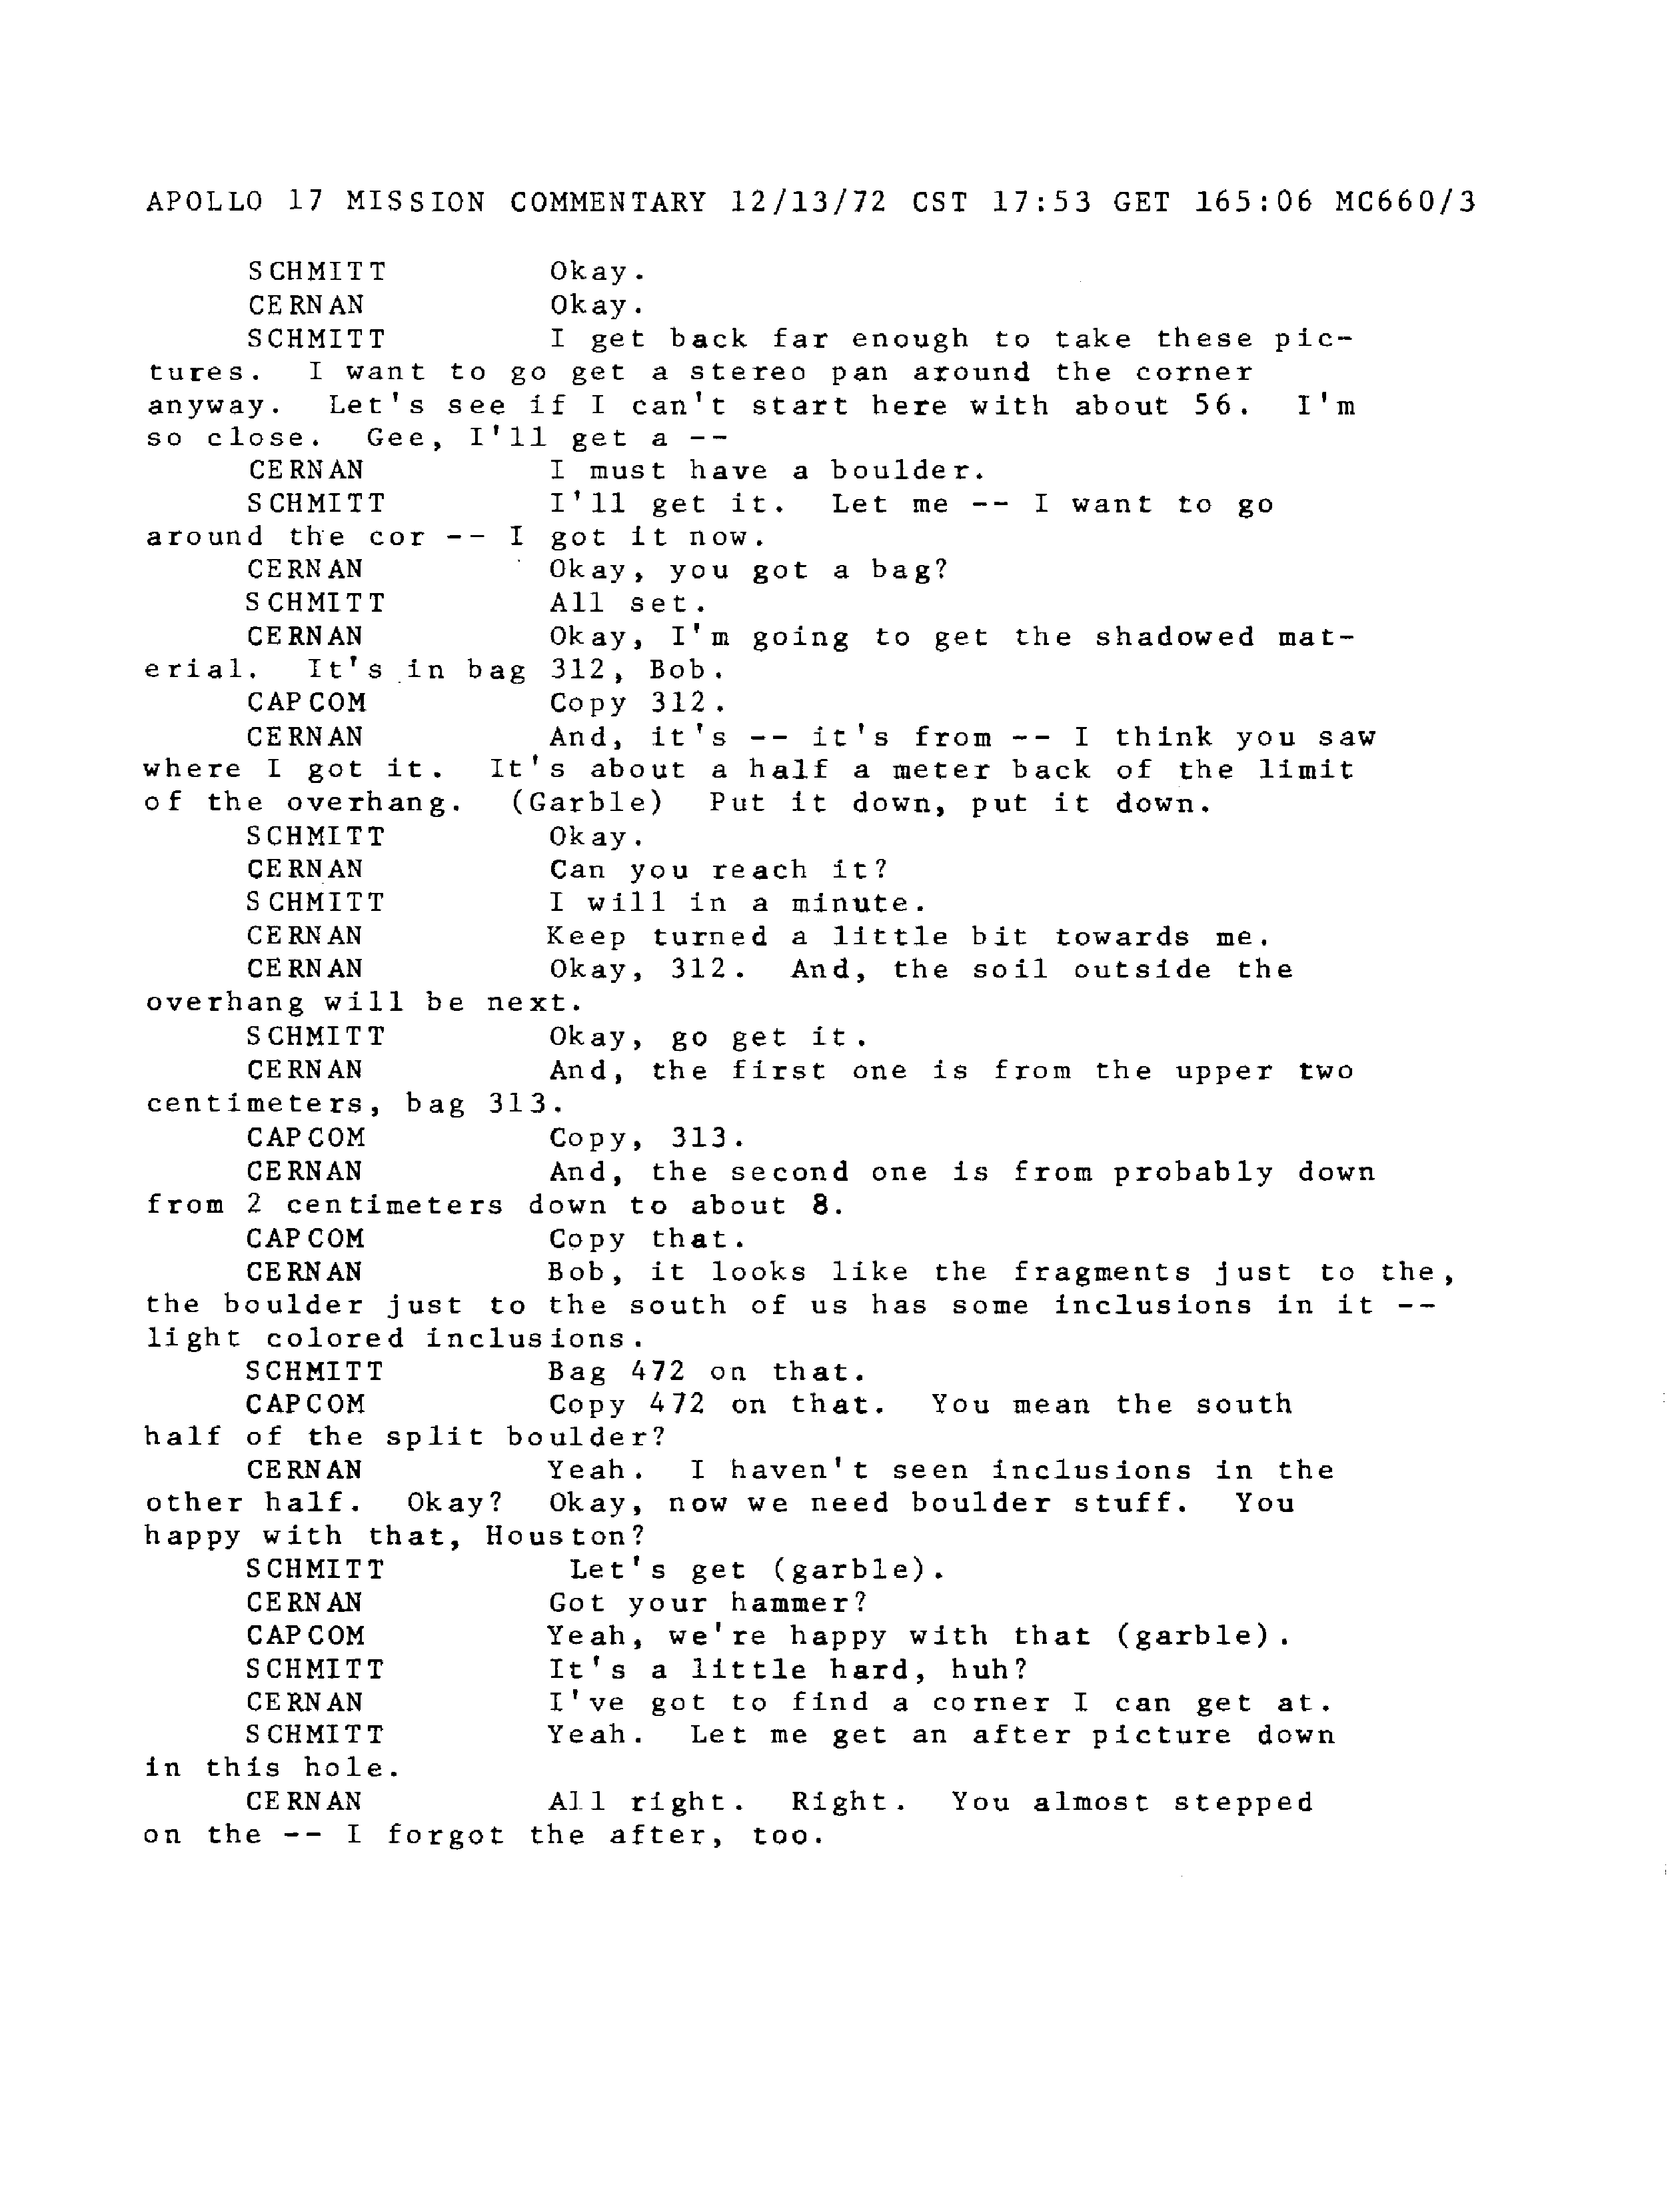 APOLLO 17 MISSION COMMENTARY 12/13/72 CST 17:53 GET 165:06 MC660/3
SCHMITT Okay.
CERNAN Okay.
SCHMITT I get back far enough to take these pic-
tures. I want to go get a stereo pan around the corner
anyway. Let's see if I can't start here with about 56. I'm
so close. Gee, I'll get a --
CERNAN I must have a boulder.
SCHMITT I'll get it. Let me -- I want to go
around the cor -- I got it now.
CERNAN Okay, you got a bag?
SCHMITT All set.
CERNAN Okay, I'm going to get the shadowed mat-
erial. It's in bag 312, Bob.
CAPCOM Copy 312.
CERNAN And, it's -- it's from -- I think you saw
where I got it. It's about a half a meter back of the limit
of the overhang. (Garble) Put it down, put it down.
SCHMITT Okay.
CERNAN Can you reach it?
SCHMITT I will in a minute.
CERNAN Keep turned a little bit towards me.
CERNAN Okay, 312. And, the soil outside the
overhang will be next.
SCHMITT Okay, go get it.
CERNAN And, the first one is from the upper two
centimeters, bag 313.
CAPCOM Copy, 313.
CERNAN And, the second one is from probably down
from 2 centimeters down to about 8.
CAPCOM Copy that.
CERNAN Bob, it looks like the fragments just to the,
the boulder just to the south of us has some inclusions in it --
light colored inclusions.
SCHMITT Bag 472 on that.
CAPCOM Copy 472 on that. You mean the south
half of the split boulder?
CERNAN Yeah. I haven't seen inclusions in the
other half. Okay? Okay, now we need boulder stuff. You
happy with that, Houston?
SCHMITT Let's get (garble).
CERNAN Got your hammer?
CAPCOM Yeah, we're happy with that (garble).
SCHMITT It's a little hard, huh?
CERNAN I've got to find a corner I can get at.
SCHMITT Yeah. Let me get an after picture down
in this hole.
CERNAN All right. Right. You almost stepped
on the -- I forgot the after, too.